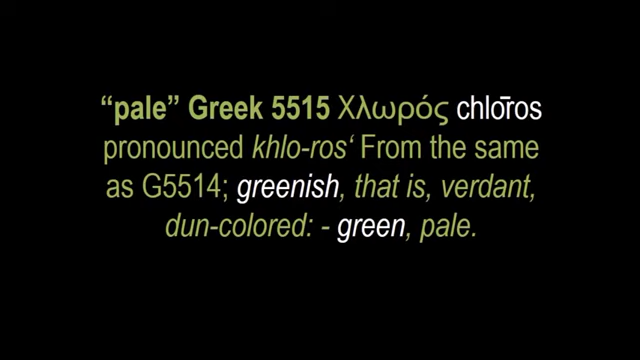 “pale” Greek 5515 Χλωρός chlōros
pronounced khlo-ros‘ From the same
as G5514; greenish, that is, verdant,
dun-colored: - green, pale.